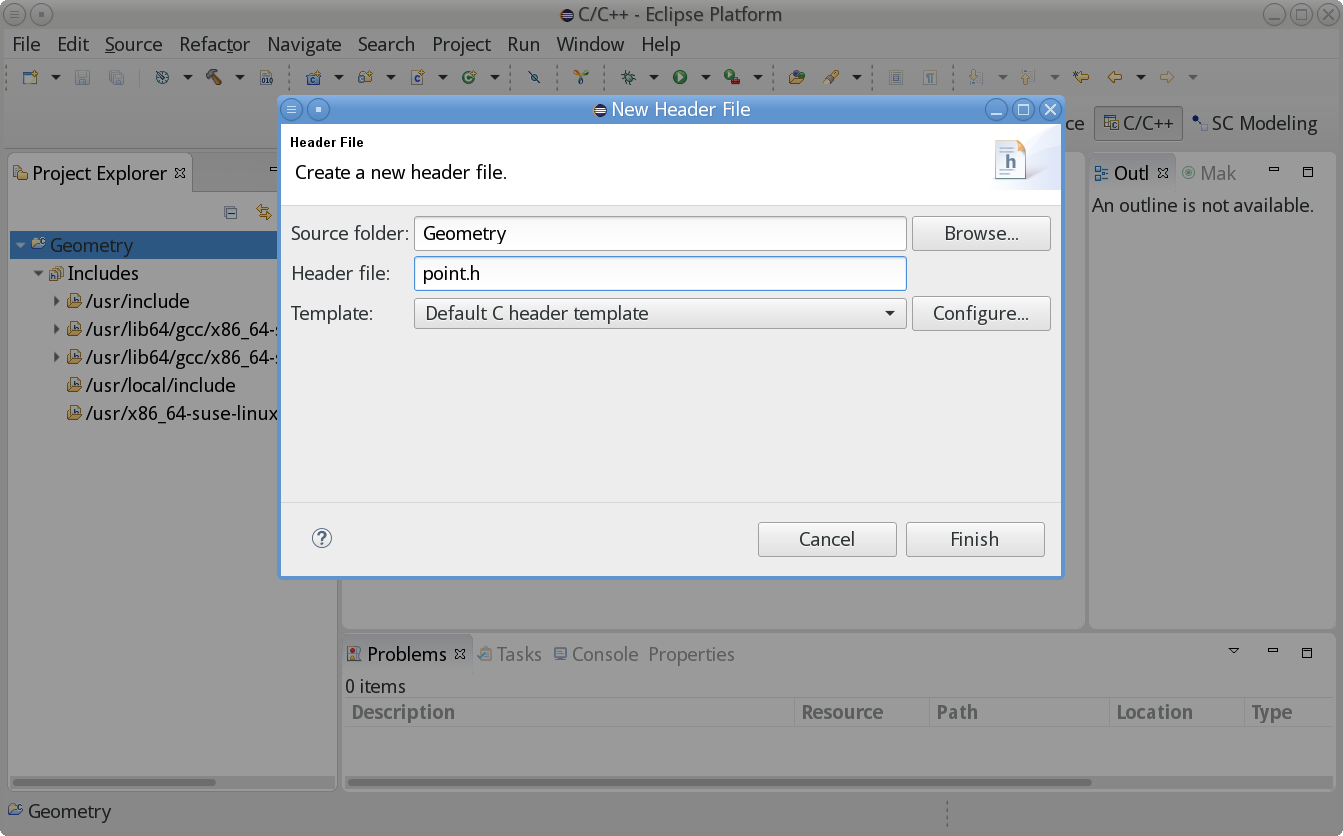 C/C++ - Eclipse Platform
File Edit Source Refactor Navigate Search Project Run Window Help
New Header File
ce C/C++ SC Modeling
Header File
Create a new header file.
Project Explorer
Outl Mak
An outline is not available.
Source folder: Geometry Browse...
Header file: point.h
Template: Default C header template Configure...
Geometry
Includes
/usr/include
/usr/lib64/gcc/x86_64-s
/usr/lib64/gcc/x86_64-s
/usr/local/include
/usr/x86_64-suse-linux
Cancel Finish
Problems Tasks Console Properties
0 items
Description Resource Path Location Type
Geometry